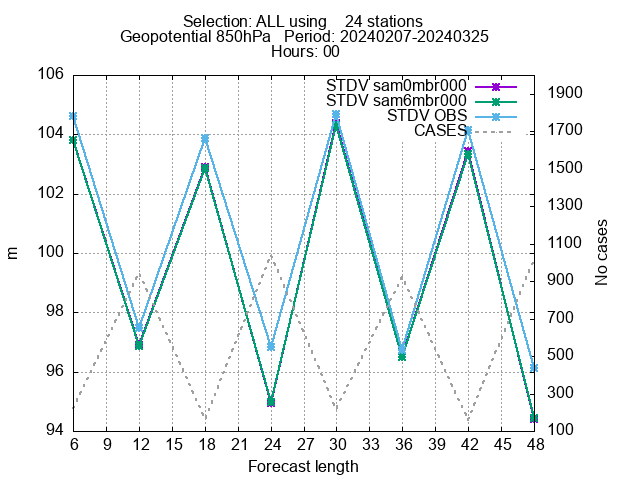 Selection: ALL using    24 stations
Geopotential 850hPa   Period: 20240207-20240325
Hours: 00
STDV sam0mbr000
STDV sam6mbr000
STDV OBS
CASES
106
104
102
100
98
96
94
m
1900
1700
1500
1300
1100
900
700
500
300
100
No cases
6 9 12 15 18 21 24 27 30 33 36 39 42 45 48
Forecast length